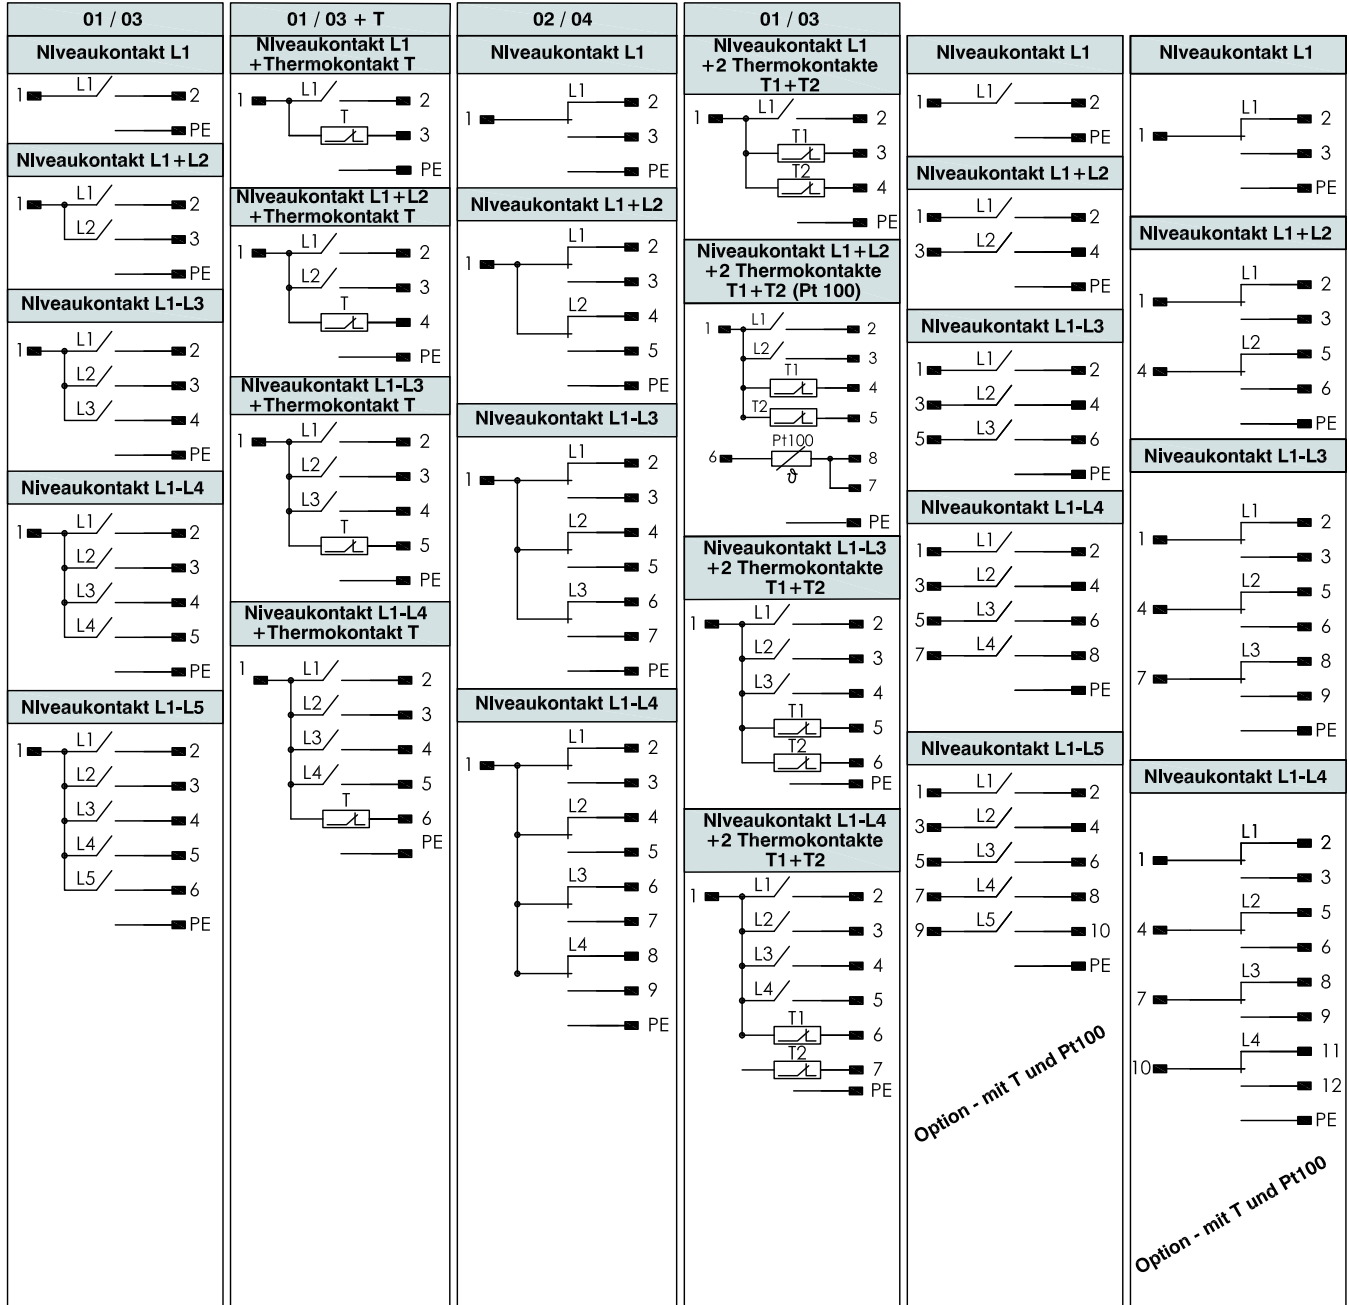 01 / 03
NIveaukontakt L1
1 L1 2
PE
NIveaukontakt L1+L2
1 L1 2
L2 3
PE
NIveaukontakt L1-L3
1 L1 2
L2 3
L3 4
PE
NIveaukontakt L1-L4
1 L1 2
L2 3
L3 4
L4 5
PE
NIveaukontakt L1-L5
1 L1 2
L2 3
L3 4
L4 5
L5 6
PE
01 / 03 + T
NIveaukontakt L1
+Thermokontakt T
1 L1 2
T 3
PE
NIveaukontakt L1+L2
+Thermokontakt T
1 L1 2
L2 3
T 4
PE
NIveaukontakt L1-L3
+Thermokontakt T
1 L1 2
L2 3
L3 4
T 5
PE
NIveaukontakt L1-L4
+Thermokontakt T
1 L1 2
L2 3
L3 4
L4 5
T 6
PE
02 / 04
NIveaukontakt L1
1 L1 2
3
PE
NIveaukontakt L1+L2
1 L1 2
3
L2 4
5
PE
NIveaukontakt L1-L3
1 L1 2
3
L2 4
5
L3 6
7
PE
NIveaukontakt L1-L4
1 L1 2
3
L2 4
5
L3 6
7
L4 8
9
PE
01 / 03
NIveaukontakt L1
+2 Thermokontakte
T1+T2
1 L1 2
T1 3
T2 4
PE
Niveaukontakt L1+L2
+2 Thermokontakte
T1+T2 (Pt 100)
1 L1 2
L2 3
T1 4
T2 5
6 Pt100 8
ϑ 7
PE
NIveaukontakt L1-L3
+2 Thermokontakte
T1+T2
1 L1 2
L2 3
L3 4
T1 5
T2 6
PE
NIveaukontakt L1-L4
+2 Thermokontakte
T1+T2
1 L1 2
L2 3
L3 4
L4 5
T1 6
T2 7
PE
NIveaukontakt L1
1 L1 2
PE
NIveaukontakt L1+L2
1 L1 2
3 L2 4
PE
NIveaukontakt L1-L3
1 L1 2
3 L2 4
5 L3 6
PE
NIveaukontakt L1-L4
1 L1 2
3 L2 4
5 L3 6
7 L4 8
PE
NIveaukontakt L1-L5
1 L1 2
3 L2 4
5 L3 6
7 L4 8
9 L5 10
PE
Option - mit T und Pt100
NIveaukontakt L1
1 L1 2
3
PE
NIveaukontakt L1+L2
1 L1 2
3
4 L2 5
6
PE
NIveaukontakt L1-L3
1 L1 2
3
4 L2 5
6
7 L3 8
9
PE
NIveaukontakt L1-L4
1 L1 2
3
4 L2 5
6
7 L3 8
9
10 L4 11
12
PE
Option - mit T und Pt100